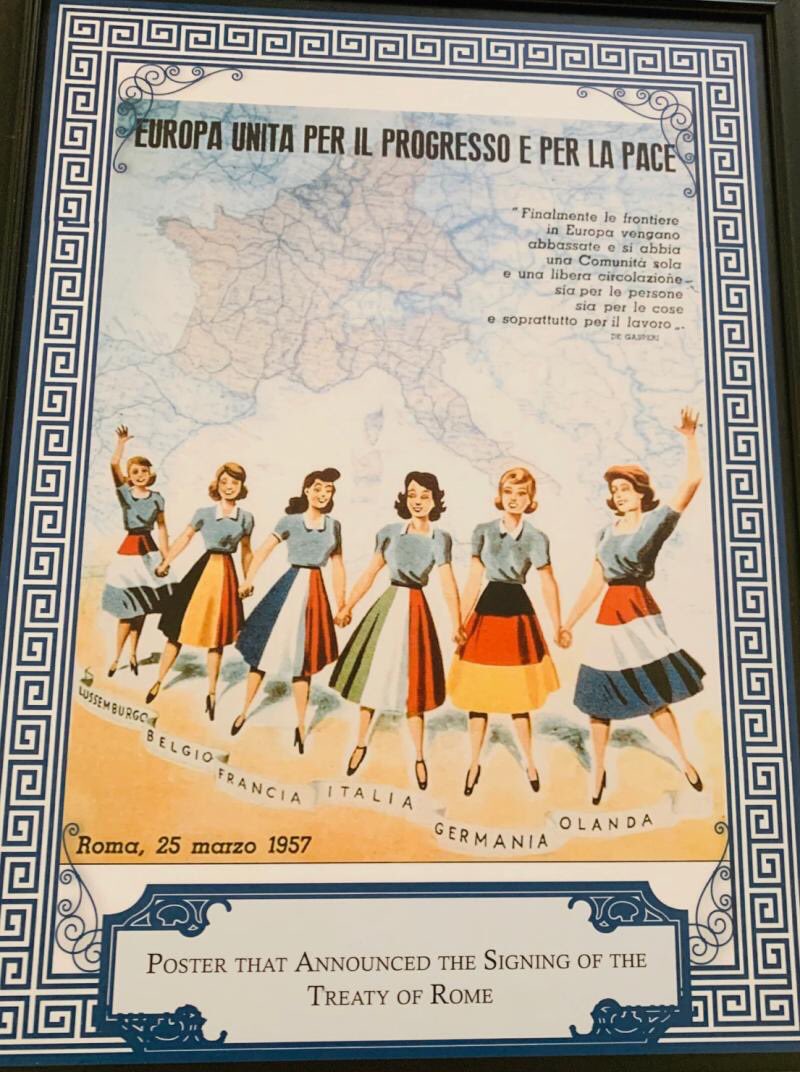 EUROPA UNITA PER IL PROGRESSO E PER LA PACE
"Finalmente le frontiere
in Europa vengano
abbassate e si abbia
una Comunità sola
e una libera circolazione
sia per le persone
sia per le cose
e soprattutto per il lavoro„.
DE GASPERI
LUSSEMBURGO
BELGIO
FRANCIA
ITALIA
GERMANIA
OLANDA
Roma, 25 marzo 1957
POSTER THAT ANNOUNCED THE SIGNING OF THE
TREATY OF ROME